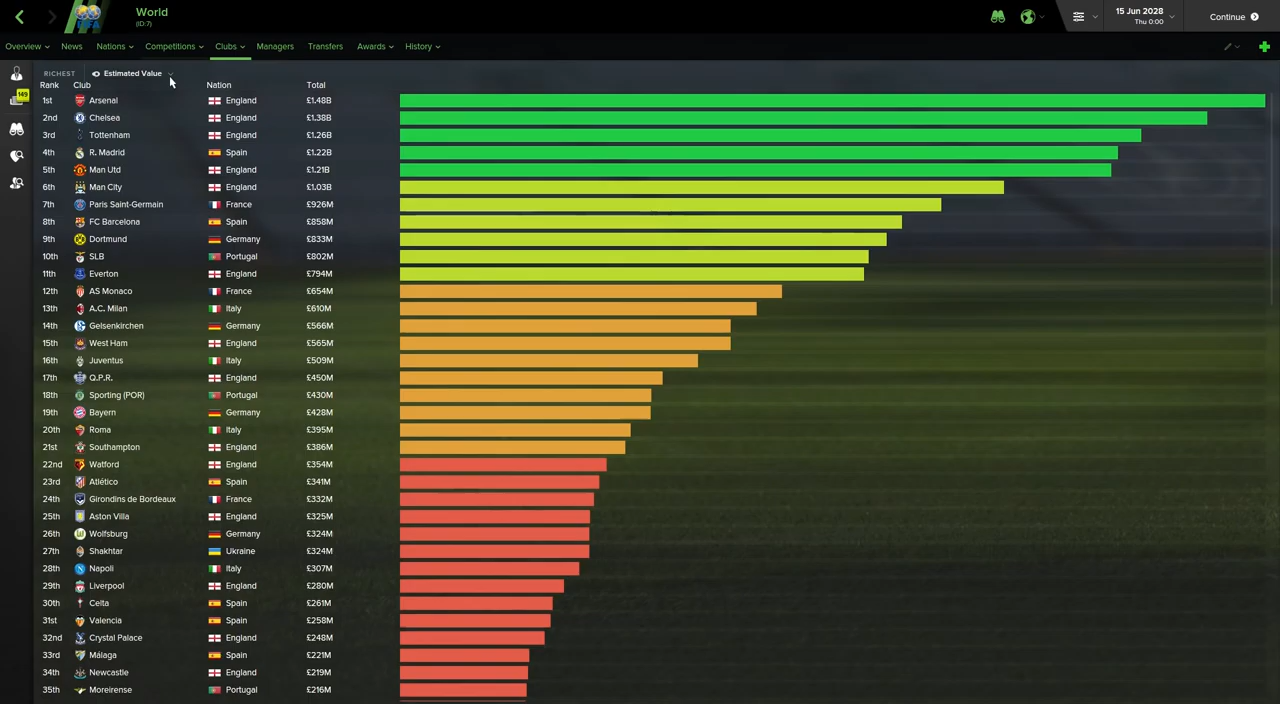 World
(ID:7)
15 Jun 2028
Thu 0:00
Continue
Overview News Nations Competitions Clubs Managers Transfers Awards History
149
RICHEST Estimated Value
Rank Club Nation Total
1st Arsenal England £1.48B
2nd Chelsea England £1.38B
3rd Tottenham England £1.26B
4th R. Madrid Spain £1.22B
5th Man Utd England £1.21B
6th Man City England £1.03B
7th Paris Saint-Germain France £926M
8th FC Barcelona Spain £858M
9th Dortmund Germany £833M
10th SLB Portugal £802M
11th Everton England £794M
12th AS Monaco France £654M
13th A.C. Milan Italy £610M
14th Gelsenkirchen Germany £566M
15th West Ham England £565M
16th Juventus Italy £509M
17th Q.P.R. England £450M
18th Sporting (POR) Portugal £430M
19th Bayern Germany £428M
20th Roma Italy £395M
21st Southampton England £386M
22nd Watford England £354M
23rd Atlético Spain £341M
24th Girondins de Bordeaux France £332M
25th Aston Villa England £325M
26th Wolfsburg Germany £324M
27th Shakhtar Ukraine £324M
28th Napoli Italy £307M
29th Liverpool England £280M
30th Celta Spain £261M
31st Valencia Spain £258M
32nd Crystal Palace England £248M
33rd Málaga Spain £221M
34th Newcastle England £219M
35th Moreirense Portugal £216M